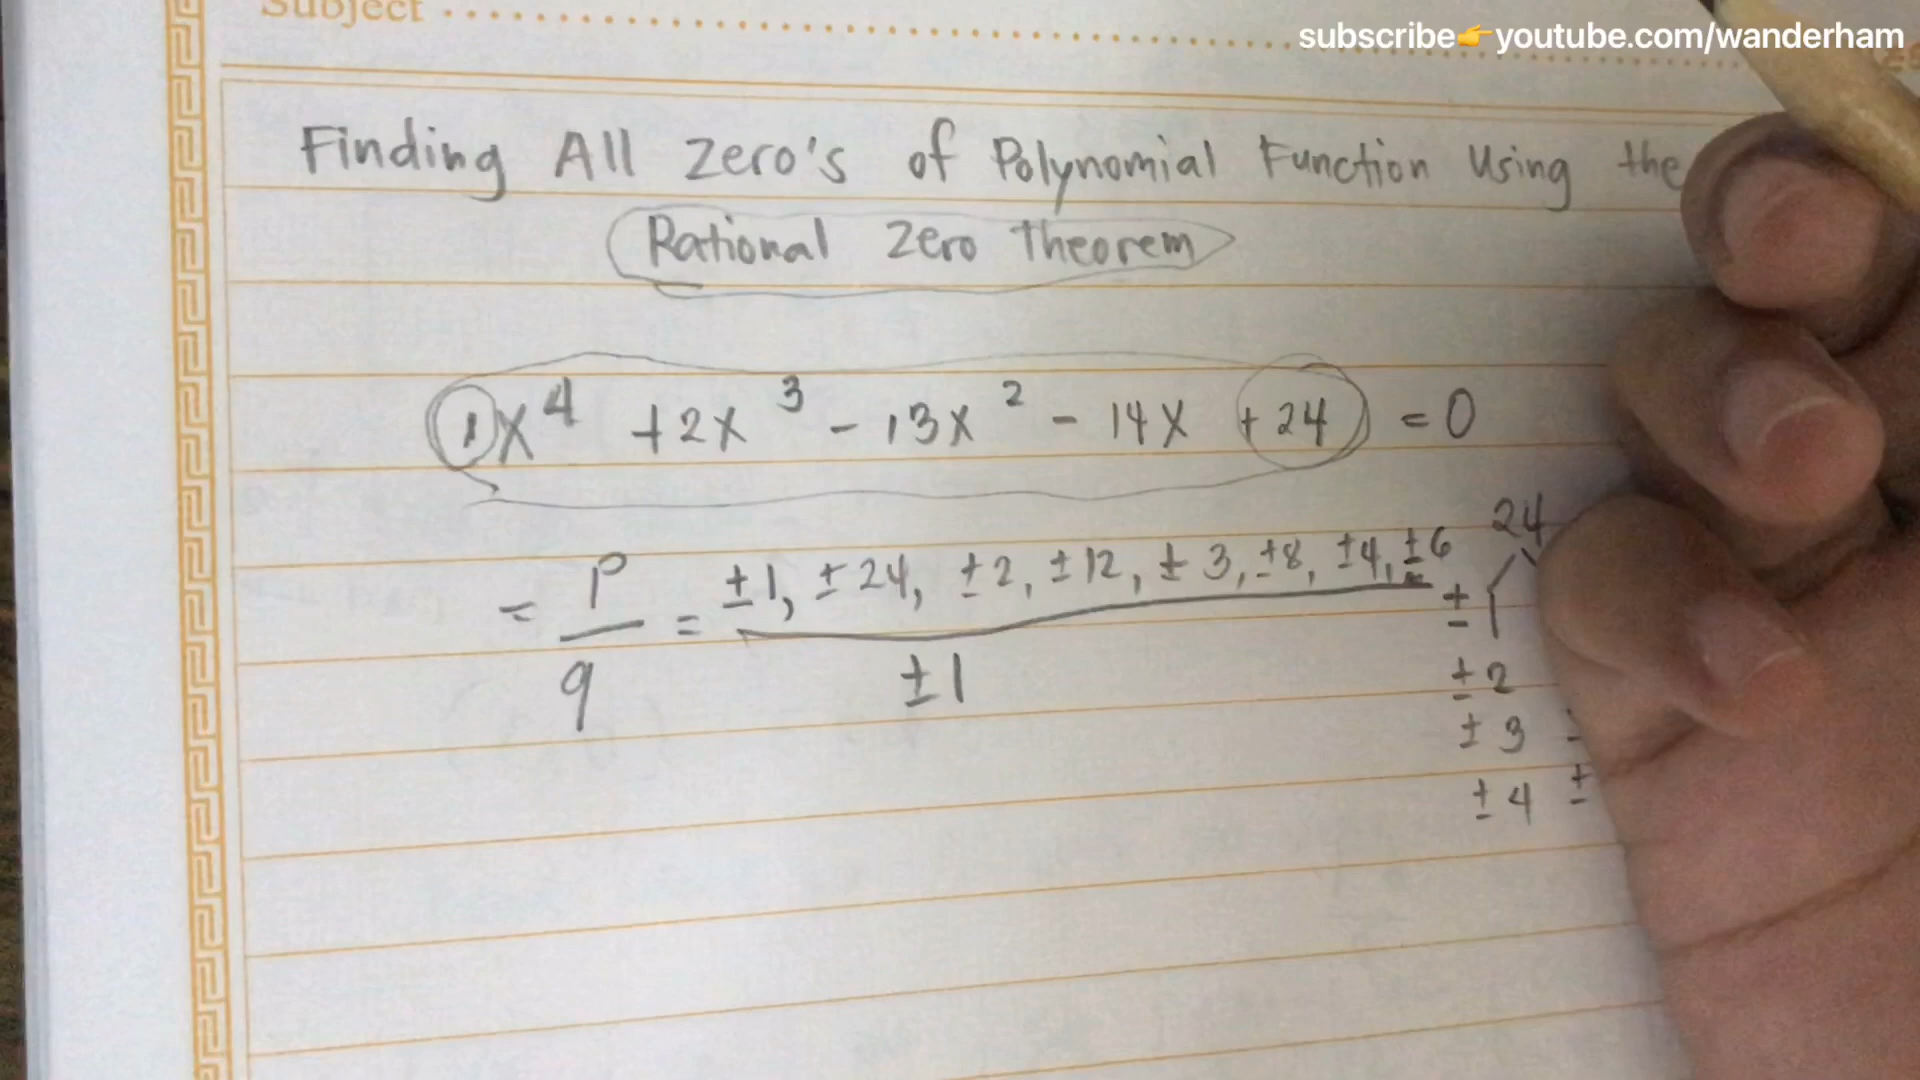 Subject
subscribe👉youtube.com/wanderham
Finding All Zero's of Polynomial Function Using the
Rational Zero Theorem
1x⁴ + 2x³ - 13x² - 14x + 24 = 0
24
= P/q = ±1, ±24, ±2, ±12, ±3, ±8, ±4, ±6 / ±1
± 1
± 2
± 3
± 4 ±